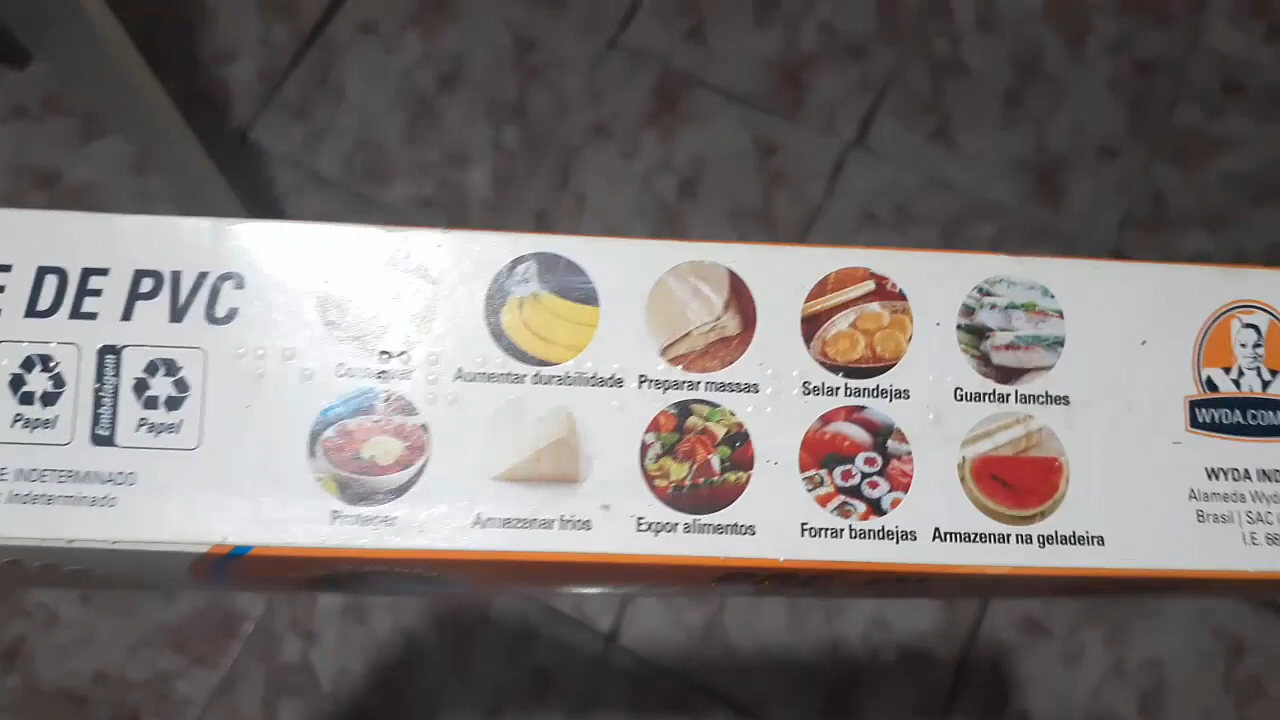 DE PVC
Papel
Embalagem
Papel
INDETERMINADO
Indeterminado
Conservar
Aumentar durabilidade
Preparar massas
Selar bandejas
Guardar lanches
Proteger
Armazenar frios
Expor alimentos
Forrar bandejas
Armazenar na geladeira
WYDA.COM
WYDA IND
Alameda Wyd
Brasil | SAC
I.E. 66